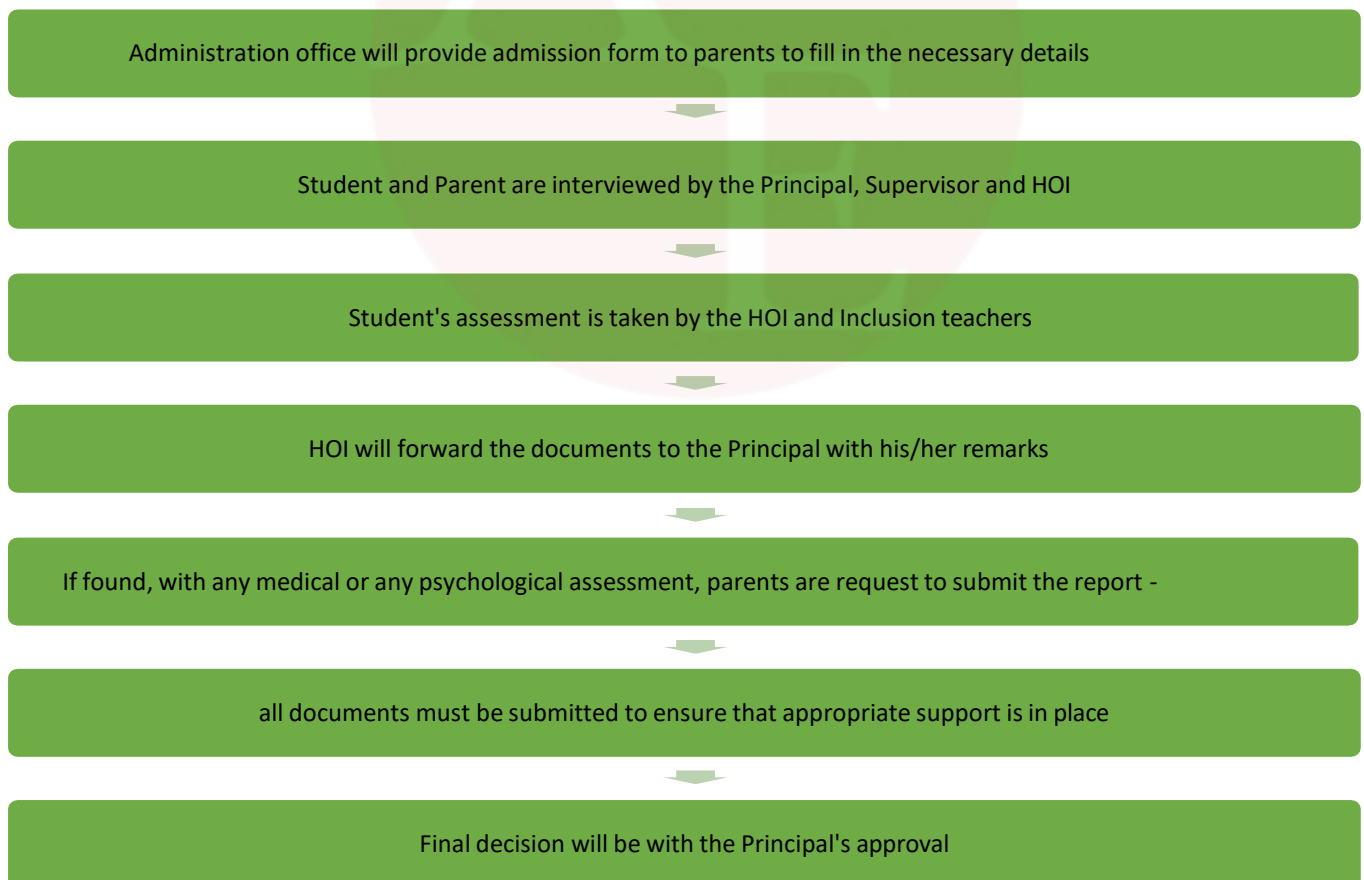 Administration office will provide admission form to parents to fill in the necessary details
Student and Parent are interviewed by the Principal, Supervisor and HOI
Student's assessment is taken by the HOI and Inclusion teachers
HOI will forward the documents to the Principal with his/her remarks
If found, with any medical or any psychological assessment, parents are request to submit the report -
all documents must be submitted to ensure that appropriate support is in place
Final decision will be with the Principal's approval